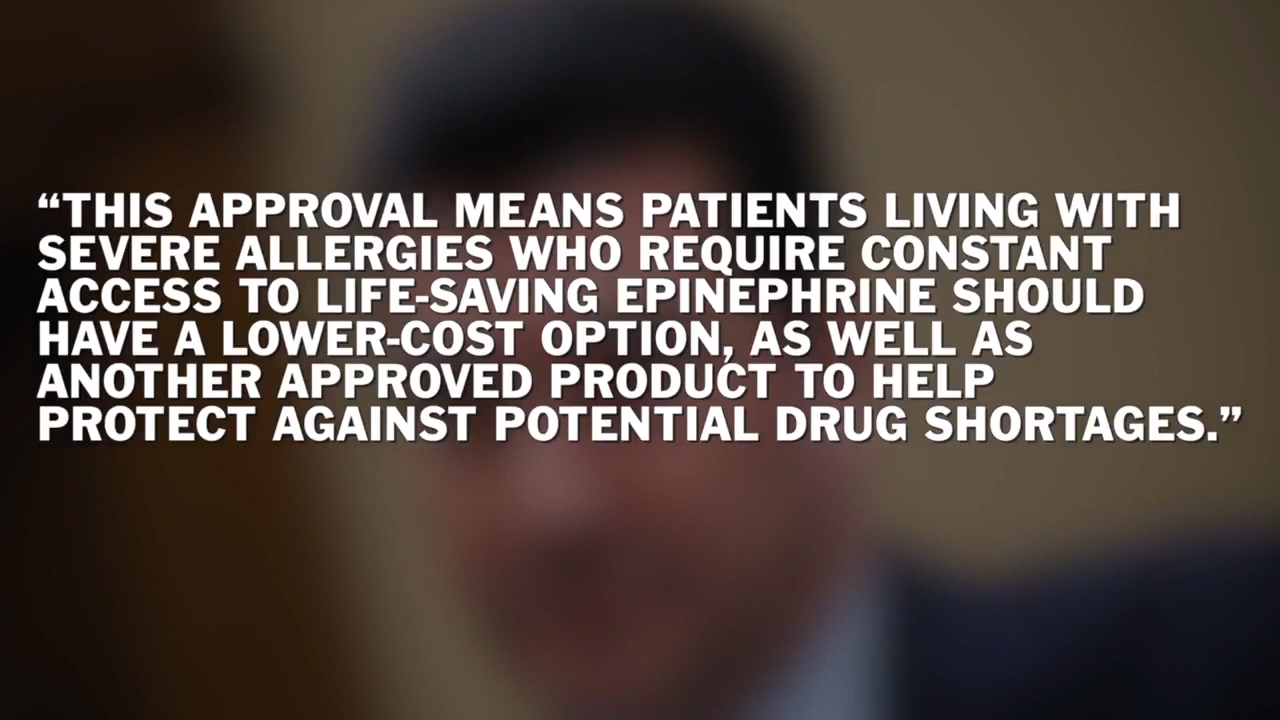 “THIS APPROVAL MEANS PATIENTS LIVING WITH
SEVERE ALLERGIES WHO REQUIRE CONSTANT
ACCESS TO LIFE-SAVING EPINEPHRINE SHOULD
HAVE A LOWER-COST OPTION, AS WELL AS
ANOTHER APPROVED PRODUCT TO HELP
PROTECT AGAINST POTENTIAL DRUG SHORTAGES.”